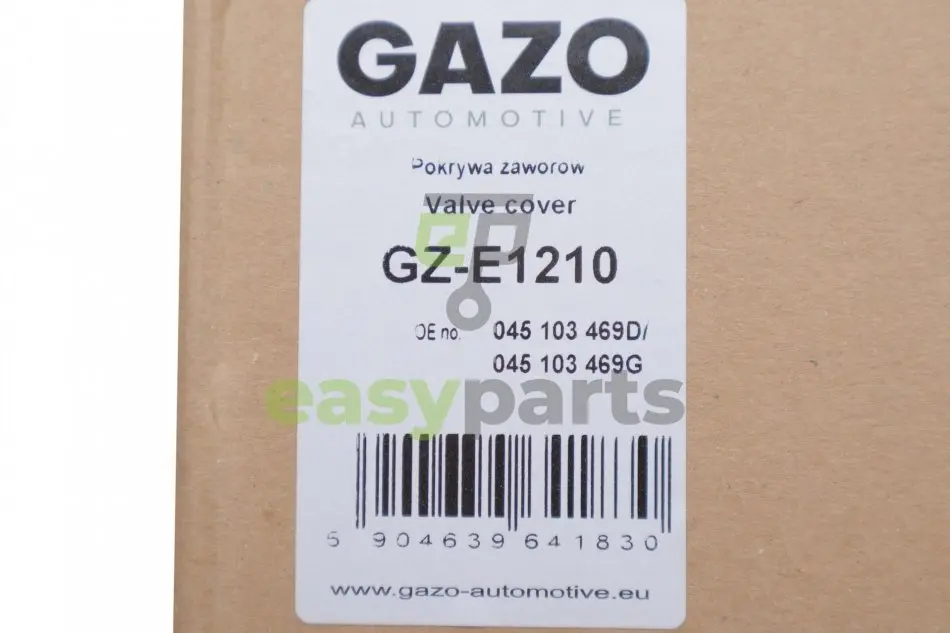 GAZO
AUTOMOTIVE
Pokrywa zaworów
Valve cover
GZ-E1210
OE no. 045 103 469D/
045 103 469G
easyparts
5 904639 641830
www.gazo-automotive.eu